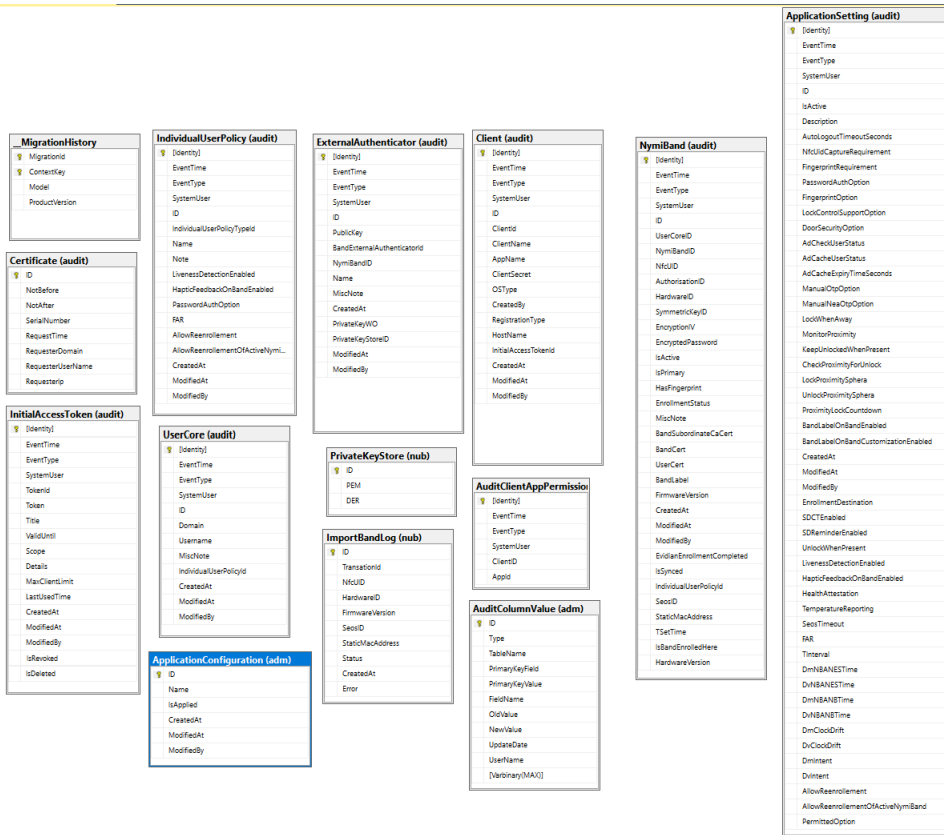 __MigrationHistory
MigrationId
ContextKey
Model
ProductVersion
Certificate (audit)
ID
NotBefore
NotAfter
SerialNumber
RequestTime
RequesterDomain
RequesterUserName
RequesterIp
InitialAccessToken (audit)
[Identity]
EventTime
EventType
SystemUser
TokenId
Token
Title
ValidUntil
Scope
Details
MaxClientLimit
LastUsedTime
CreatedAt
ModifiedAt
ModifiedBy
IsRevoked
IsDeleted
IndividualUserPolicy (audit)
[Identity]
EventTime
EventType
SystemUser
ID
IndividualUserPolicyTypeId
Name
Note
LivenessDetectionEnabled
HapticFeedbackOnBandEnabled
PasswordAuthOption
FAR
AllowReenrollement
AllowReenrollementOfActiveNymi...
CreatedAt
ModifiedAt
ModifiedBy
UserCore (audit)
[Identity]
EventTime
EventType
SystemUser
ID
Domain
Username
MiscNote
IndividualUserPolicyId
CreatedAt
ModifiedAt
ModifiedBy
ApplicationConfiguration (adm)
ID
Name
IsApplied
CreatedAt
ModifiedAt
ModifiedBy
ExternalAuthenticator (audit)
[Identity]
EventTime
EventType
SystemUser
ID
PublicKey
BandExternalAuthenticatorId
NymiBandID
Name
MiscNote
CreatedAt
PrivateKeyWO
PrivateKeyStoreID
ModifiedAt
ModifiedBy
PrivateKeyStore (nub)
ID
PEM
DER
ImportBandLog (nub)
ID
TransationId
NfcUID
HardwareID
FirmwareVersion
SeosID
StaticMacAddress
Status
CreatedAt
Error
Client (audit)
[Identity]
EventTime
EventType
SystemUser
ID
ClientId
ClientName
AppName
ClientSecret
OSType
CreatedBy
RegistrationType
HostName
InitialAccessTokenId
CreatedAt
ModifiedAt
ModifiedBy
AuditClientAppPermission
[Identity]
EventTime
EventType
SystemUser
ClientID
AppId
AuditColumnValue (adm)
ID
Type
TableName
PrimaryKeyField
PrimaryKeyValue
FieldName
OldValue
NewValue
UpdateDate
UserName
[Varbinary(MAX)]
NymiBand (audit)
[Identity]
EventTime
EventType
SystemUser
ID
UserCoreID
NymiBandID
NfcUID
AuthorisationID
HardwareID
SymmetricKeyID
EncryptionIV
EncryptedPassword
IsActive
IsPrimary
HasFingerprint
EnrollmentStatus
MiscNote
BandSubordinateCaCert
BandCert
UserCert
BandLabel
FirmwareVersion
CreatedAt
ModifiedAt
ModifiedBy
EvidianEnrollmentCompleted
IsSynced
IndividualUserPolicyId
SeosID
StaticMacAddress
TSetTime
IsBandEnrolledHere
HardwareVersion
ApplicationSetting (audit)
[Identity]
EventTime
EventType
SystemUser
ID
IsActive
Description
AutoLogoutTimeoutSeconds
NfcUidCaptureRequirement
FingerprintRequirement
PasswordAuthOption
FingerprintOption
LockControlSupportOption
DoorSecurityOption
AdCheckUserStatus
AdCacheUserStatus
AdCacheExpiryTimeSeconds
ManualOtpOption
ManualNeaOtpOption
LockWhenAway
MonitorProximity
KeepUnlockedWhenPresent
CheckProximityForUnlock
LockProximitySphera
UnlockProximitySphera
ProximityLockCountdown
BandLabelOnBandEnabled
BandLabelOnBandCustomizationEnabled
CreatedAt
ModifiedAt
ModifiedBy
EnrollmentDestination
SDCTEnabled
SDReminderEnabled
UnlockWhenPresent
LivenessDetectionEnabled
HapticFeedbackOnBandEnabled
HealthAttestation
TemperatureReporting
SeosTimeout
FAR
TInterval
DmNBANESTime
DvNBANESTime
DmNBANBTime
DvNBANBTime
DmClockDrift
DvClockDrift
DmIntent
DvIntent
AllowReenrollement
AllowReenrollementOfActiveNymiBand
PermittedOption